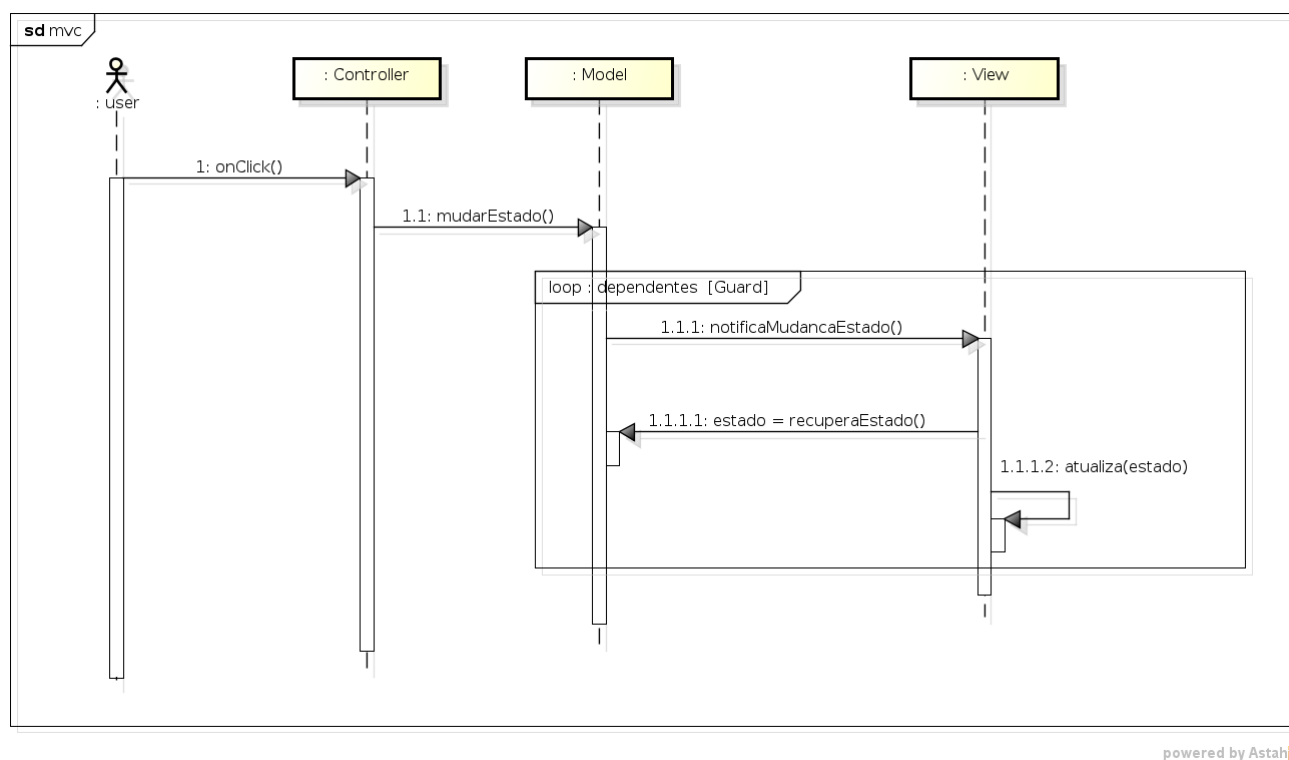 sd mvc
: user
: Controller
: Model
: View
1: onClick()
1.1: mudarEstado()
loop : dependentes [Guard]
1.1.1: notificaMudancaEstado()
1.1.1.1: estado = recuperaEstado()
1.1.1.2: atualiza(estado)
powered by Astah